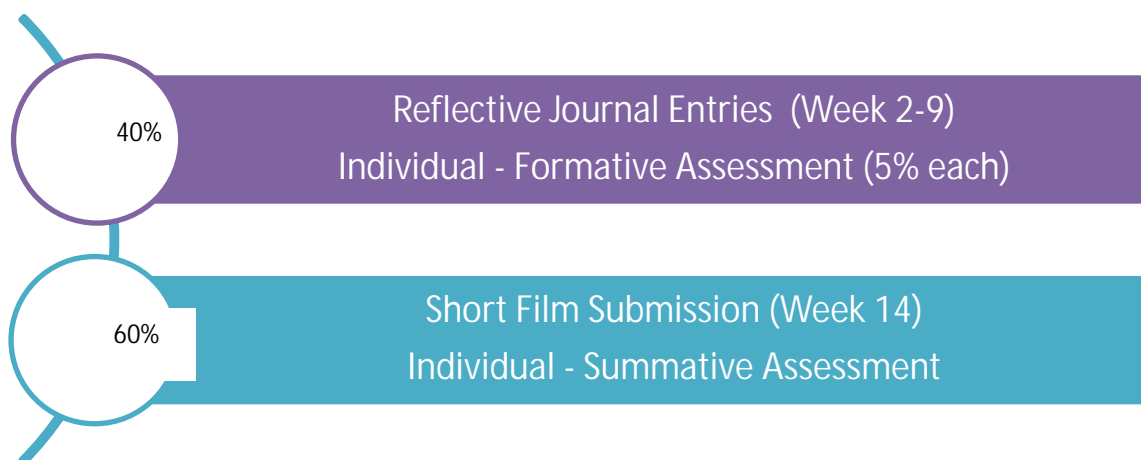 40%
Reflective Journal Entries (Week 2-9)
Individual - Formative Assessment (5% each)
60%
Short Film Submission (Week 14)
Individual - Summative Assessment